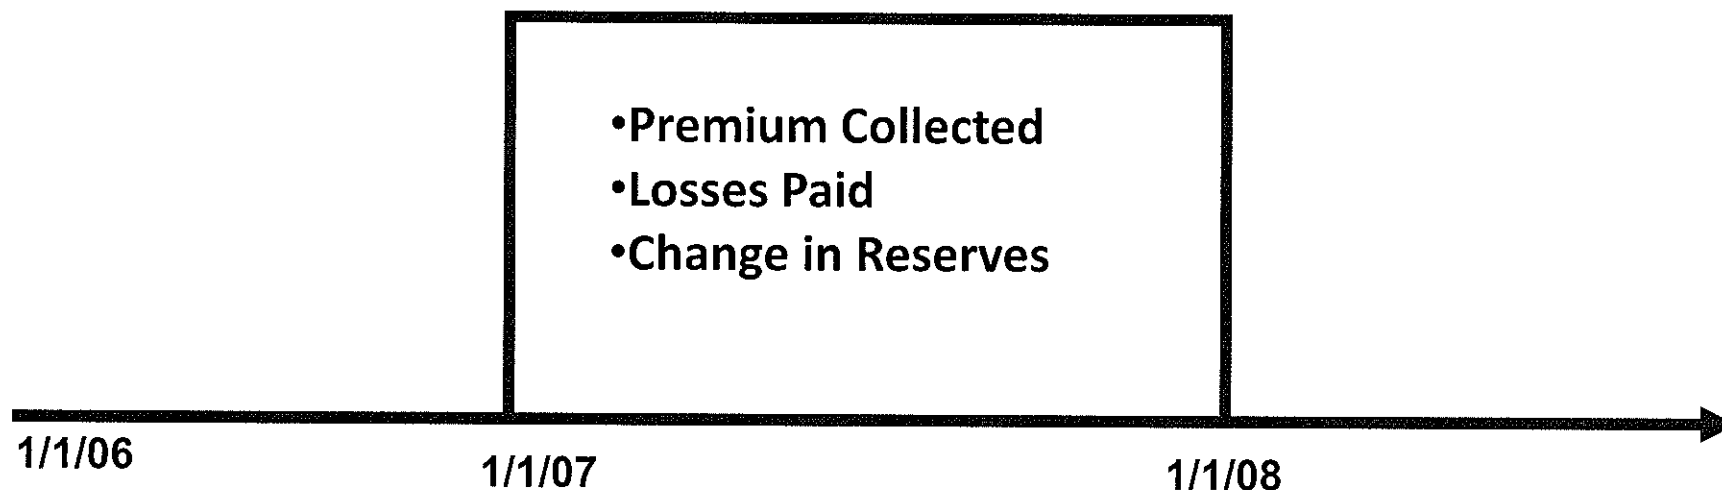 •Premium Collected
•Losses Paid
•Change in Reserves
1/1/06
1/1/07
1/1/08